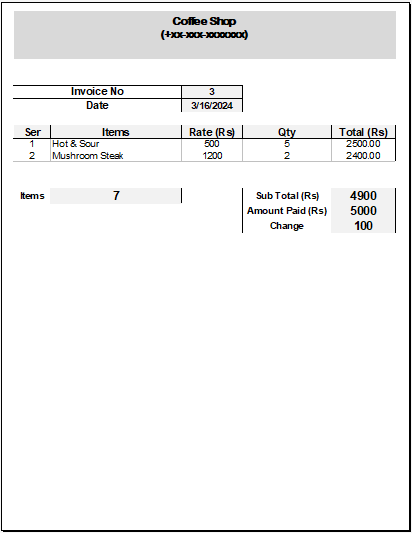 Coffee Shop
(+xx-xxx-xxxxxxx)
Invoice No 3
Date 3/16/2024
Ser Items Rate (Rs) Qty Total (Rs)
1 Hot & Sour 500 5 2500.00
2 Mushroom Steak 1200 2 2400.00
Items 7 Sub Total (Rs) 4900
Amount Paid (Rs) 5000
Change 100